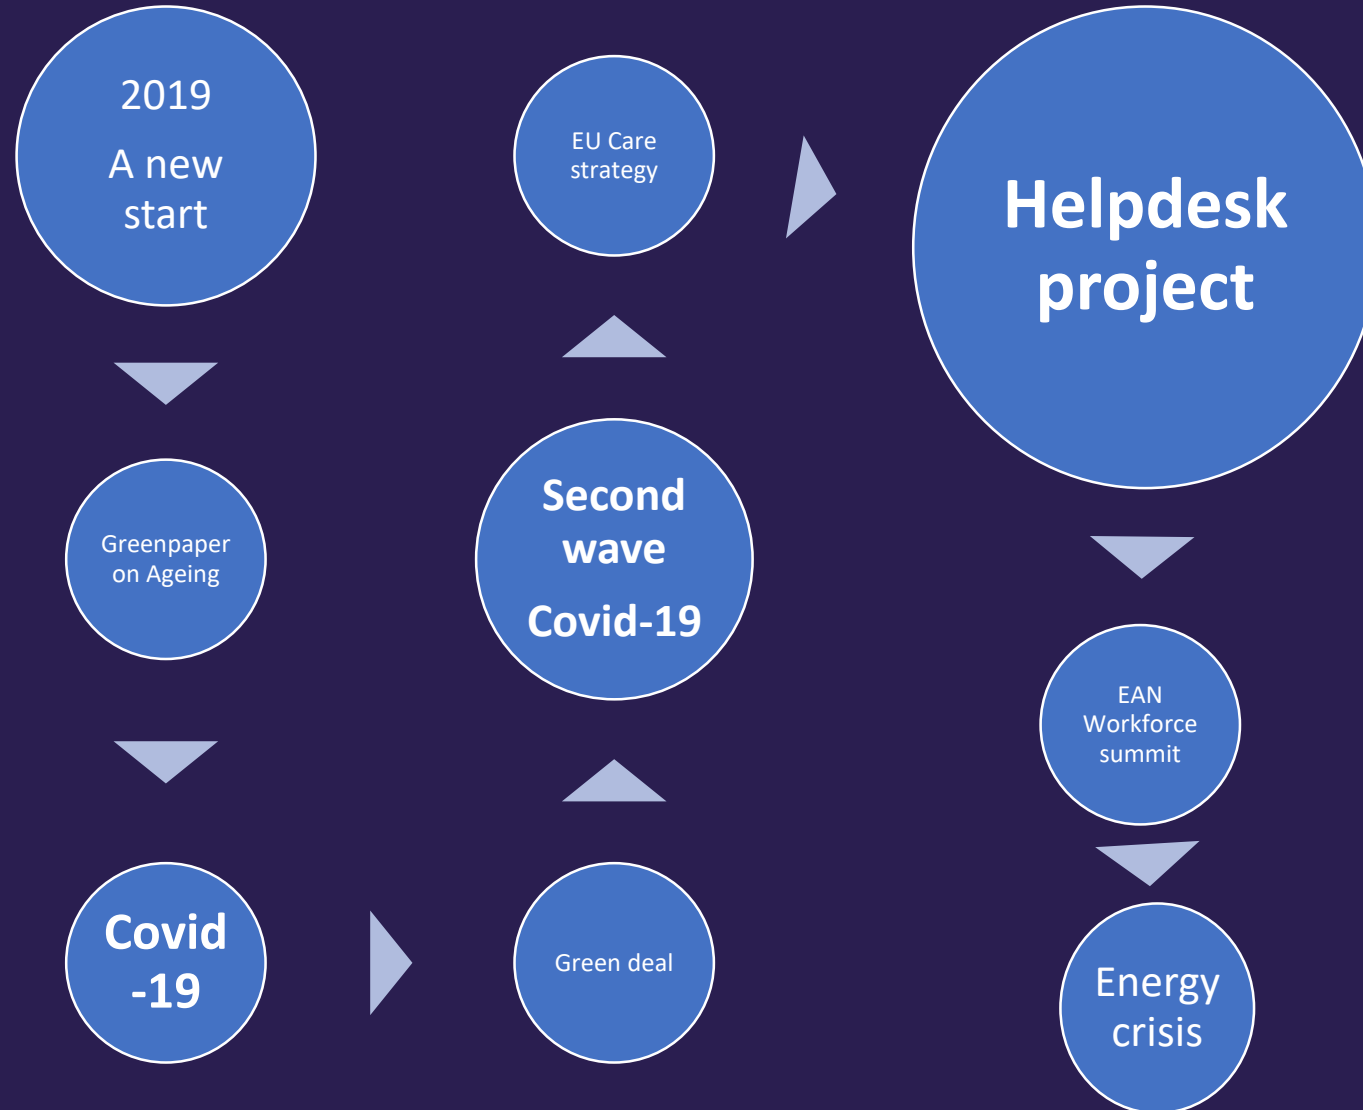 2019
A new
start
Greenpaper
on Ageing
Covid
-19
Green deal
Second
wave
Covid-19
EU Care
strategy
Helpdesk
project
EAN
Workforce
summit
Energy
crisis